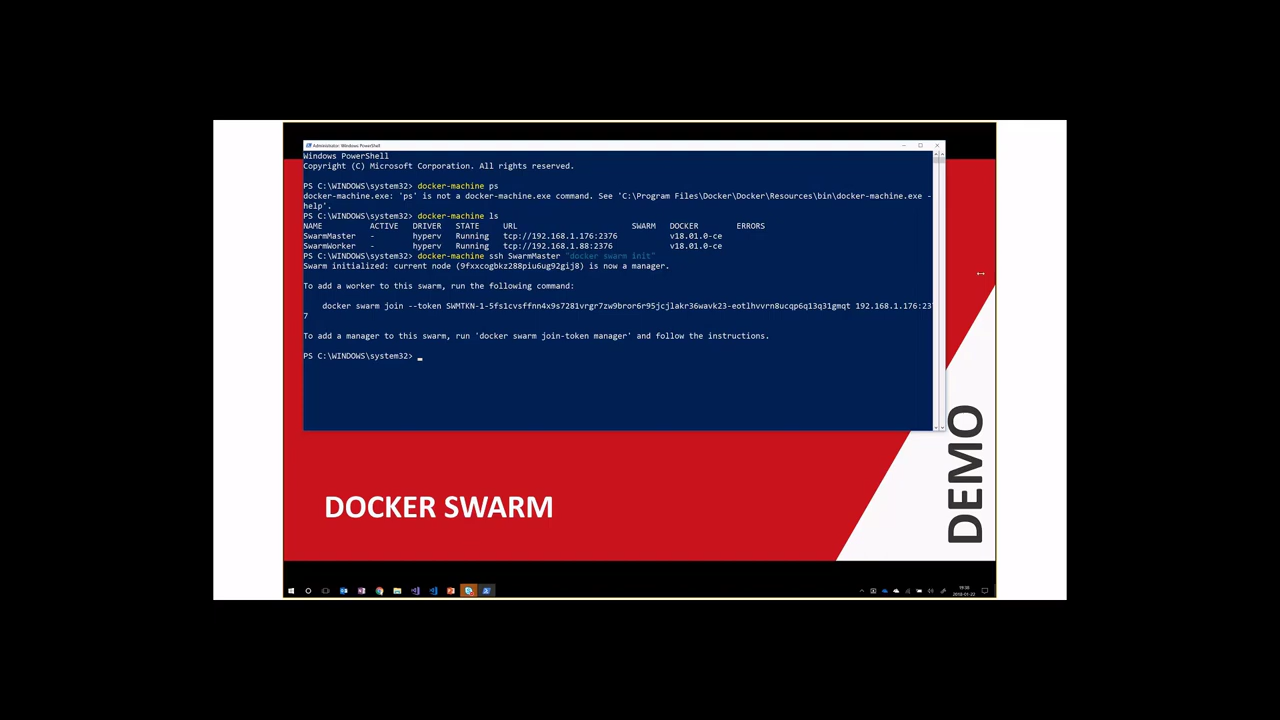 Administrator: Windows PowerShell
Windows PowerShell
Copyright (C) Microsoft Corporation. All rights reserved.
PS C:\WINDOWS\system32> docker-machine ps
docker-machine.exe: 'ps' is not a docker-machine.exe command. See 'C:\Program Files\Docker\Docker\Resources\bin\docker-machine.exe -
help'.
PS C:\WINDOWS\system32> docker-machine ls
NAME ACTIVE DRIVER STATE URL SWARM DOCKER ERRORS
SwarmMaster - hyperv Running tcp://192.168.1.176:2376 v18.01.0-ce
SwarmWorker - hyperv Running tcp://192.168.1.88:2376 v18.01.0-ce
PS C:\WINDOWS\system32> docker-machine ssh SwarmMaster "docker swarm init"
Swarm initialized: current node (9fxxcogbkz288piu6ug92gij8) is now a manager.
To add a worker to this swarm, run the following command:
docker swarm join --token SWMTKN-1-5fs1cvsffnn4x9s7281vrgr7zw9bror6r95jcjlakr36wavk23-eotlhvvrn8ucqp6q13q31gmqt 192.168.1.176:237
7
To add a manager to this swarm, run 'docker swarm join-token manager' and follow the instructions.
PS C:\WINDOWS\system32>
DOCKER SWARM
DEMO
2018-01-22